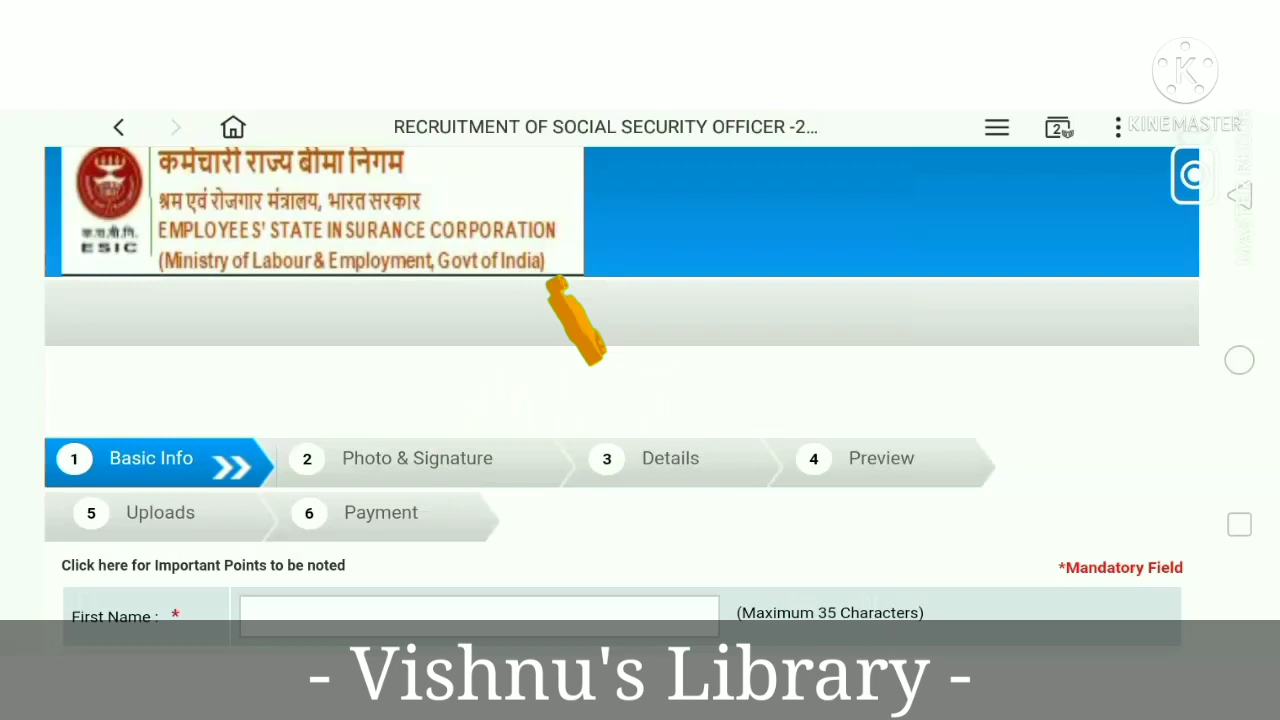 KINEMASTER
RECRUITMENT OF SOCIAL SECURITY OFFICER -2...
2
कर्मचारी राज्य बीमा निगम
श्रम एवं रोजगार मंत्रालय, भारत सरकार
EMPLOYEES' STATE INSURANCE CORPORATION
(Ministry of Labour & Employment, Govt of India)
क.रा.बी.नि.
ESIC
1 Basic Info
2 Photo & Signature
3 Details
4 Preview
5 Uploads
6 Payment
Click here for Important Points to be noted
*Mandatory Field
First Name : *
(Maximum 35 Characters)
- Vishnu's Library -